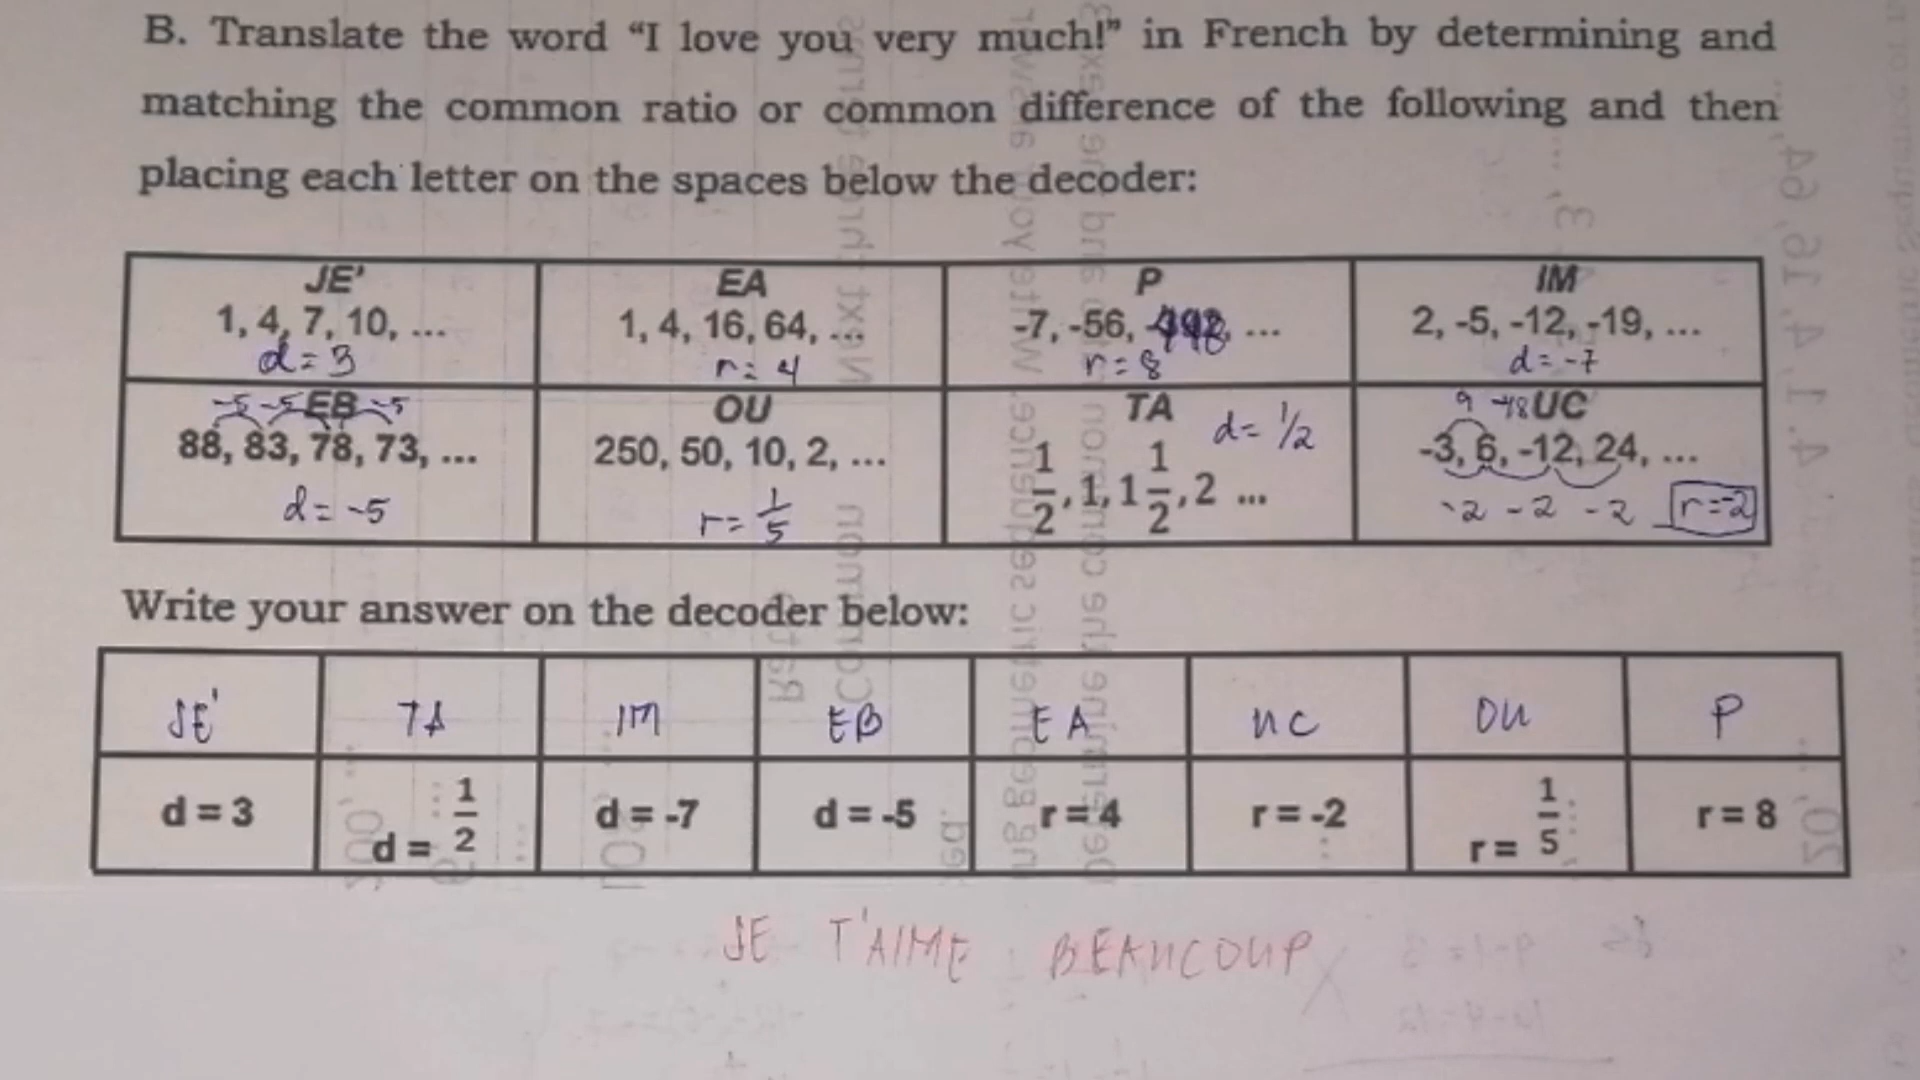 B. Translate the word “I love you very much!” in French by determining and
matching the common ratio or common difference of the following and then
placing each letter on the spaces below the decoder:
JE' EA P IM
1, 4, 7, 10, ... 1, 4, 16, 64, ... -7, -56, -448, ... 2, -5, -12, -19, ...
d = 3 r = 4 r = 8 d = -7
-5 -5 EB -5 OU TA d = 1/2 9 -18 UC
88, 83, 78, 73, ... 250, 50, 10, 2, ... 1/2, 1, 1 1/2, 2 ... -3, 6, -12, 24, ...
d = -5 r = 1/5 -2 -2 -2 r = -2
Write your answer on the decoder below:
JE' TA IM EB EA UC OU P
d = 3 d = 1/2 d = -7 d = -5 r = 4 r = -2 r = 1/5 r = 8
JE T'AIME BEAUCOUP